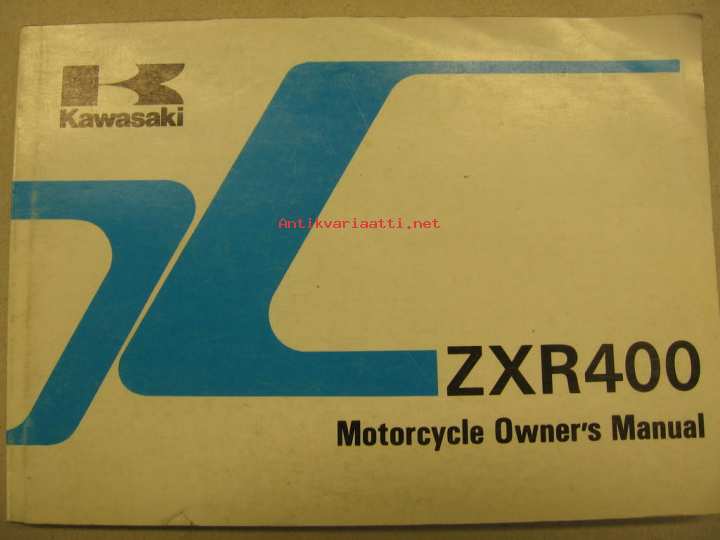 Kawasaki
Antikvariaatti.net
ZXR400
Motorcycle Owner's Manual